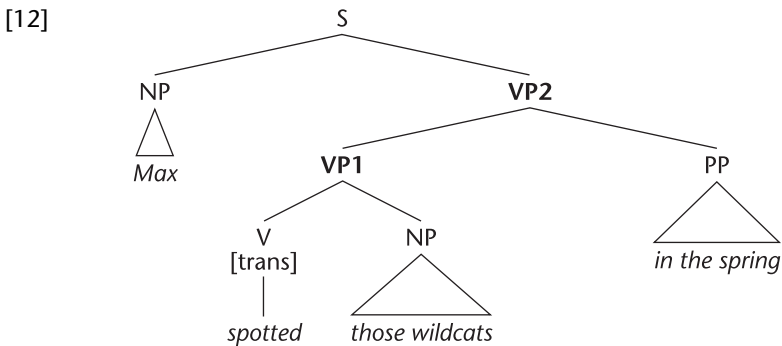 [12]
S
NP
VP2
Max
VP1
PP
V
NP
[trans]
in the spring
spotted
those wildcats